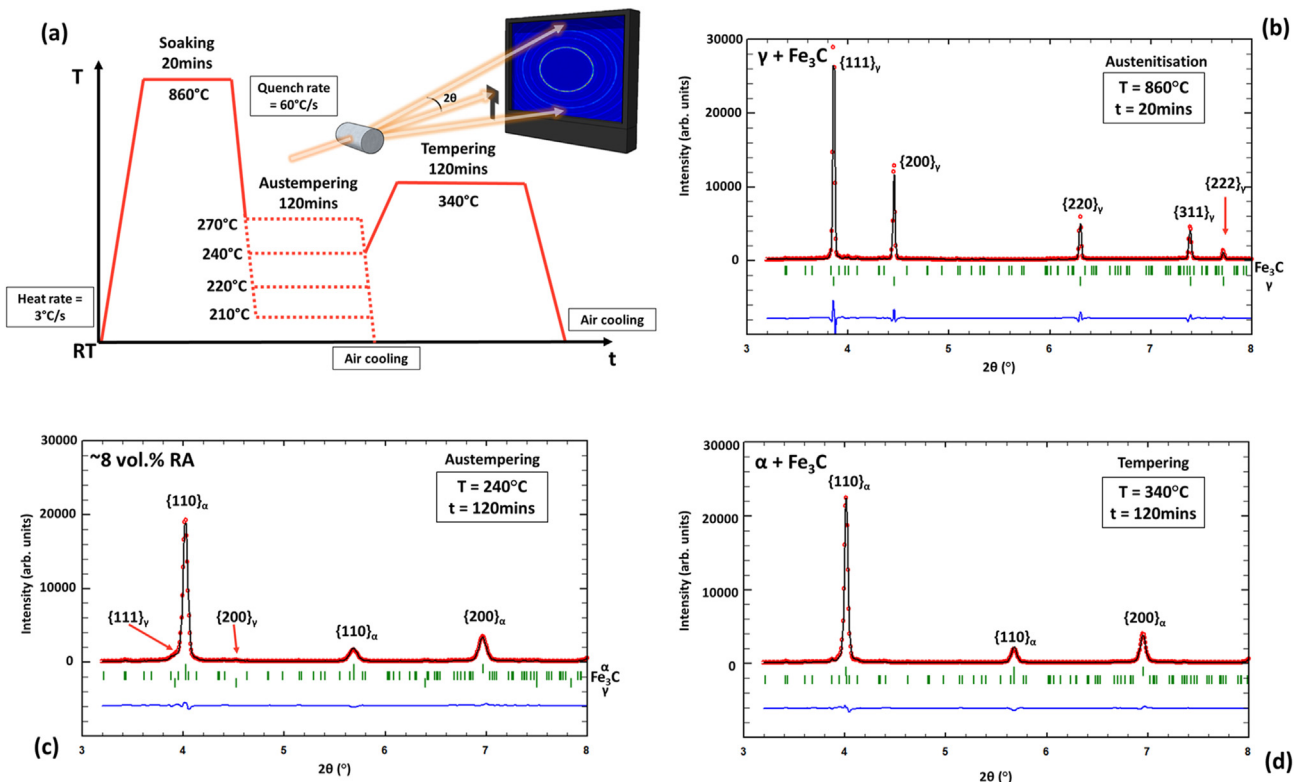 (a)
Soaking
20mins
T
860°C
Quench rate
= 60°C/s
2θ
Tempering
120mins
Austempering
120mins
340°C
270°C
240°C
220°C
210°C
Heat rate =
3°C/s
RT
Air cooling
Air cooling
t
(b)
γ + Fe₃C
Austenitisation
T = 860°C
t = 20mins
{111}γ
{200}γ
{220}γ
{311}γ
{222}γ
Fe₃C
γ
Intensity (arb. units)
30000
20000
10000
0
3 4 5 6 7 8
2θ (°)
~8 vol.% RA
Austempering
T = 240°C
t = 120mins
{110}α
{111}γ
{200}γ
{110}α
{200}α
α
Fe₃C
γ
Intensity (arb. units)
30000
20000
10000
0
3 4 5 6 7 8
2θ (°)
(c)
α + Fe₃C
Tempering
T = 340°C
t = 120mins
{110}α
{110}α
{200}α
α
Fe₃C
Intensity (arb. units)
30000
20000
10000
0
3 4 5 6 7 8
2θ (°)
(d)